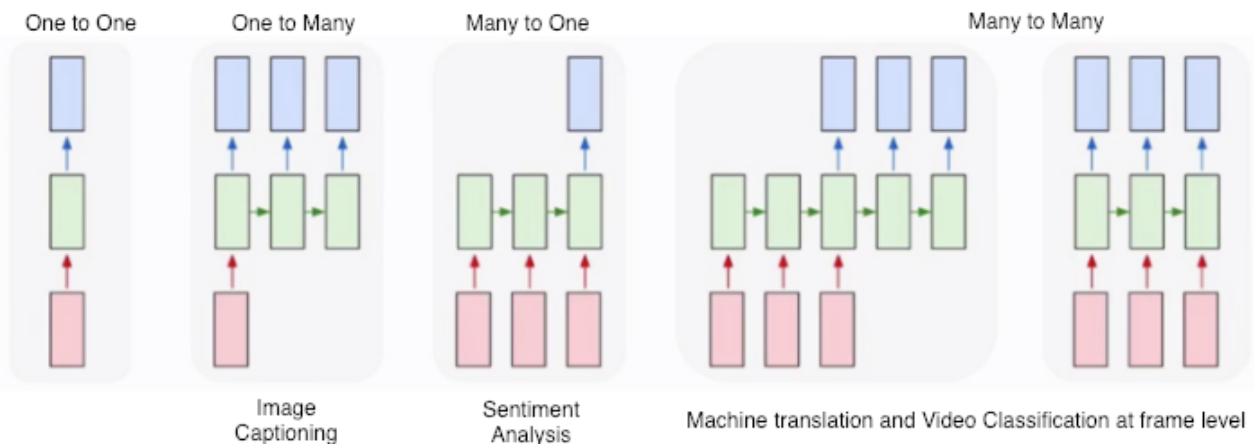 One to One
One to Many
Many to One
Many to Many
Image
Captioning
Sentiment
Analysis
Machine translation and Video Classification at frame level